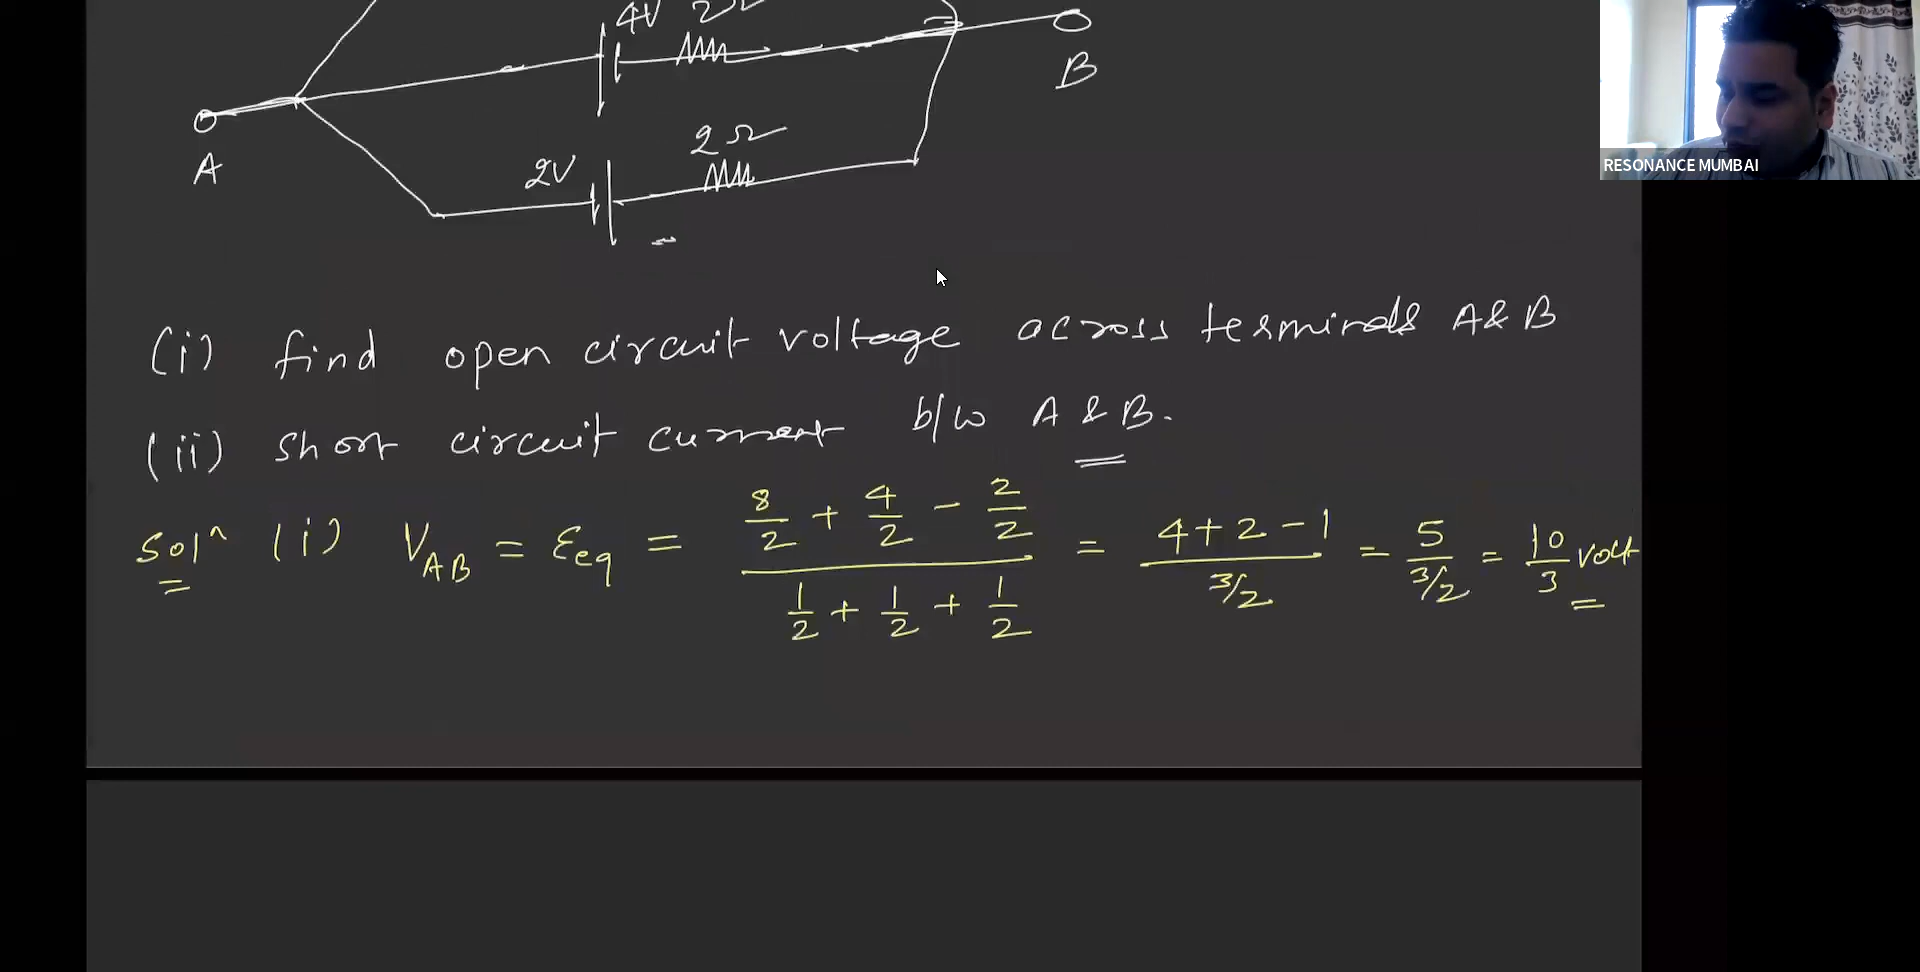 4V 2Ω
B
A
2V 2Ω
RESONANCE MUMBAI
(i) find open circuit voltage across terminals A & B
(ii) short circuit current b/w A & B.
Solⁿ (i) V_AB = ε_eq = (8/2 + 4/2 - 2/2) / (1/2 + 1/2 + 1/2) = (4+2-1) / (3/2) = 5 / (3/2) = 10/3 volt